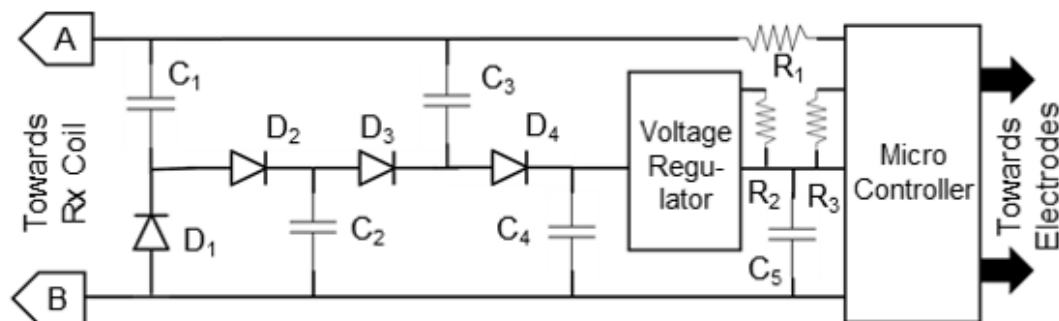 A
C₁
C₃
R₁
Towards
Rx Coil
D₂
D₃
D₄
Voltage
Regu-
lator
Micro
Controller
Towards
Electrodes
D₁
C₂
C₄
R₂
R₃
C₅
B